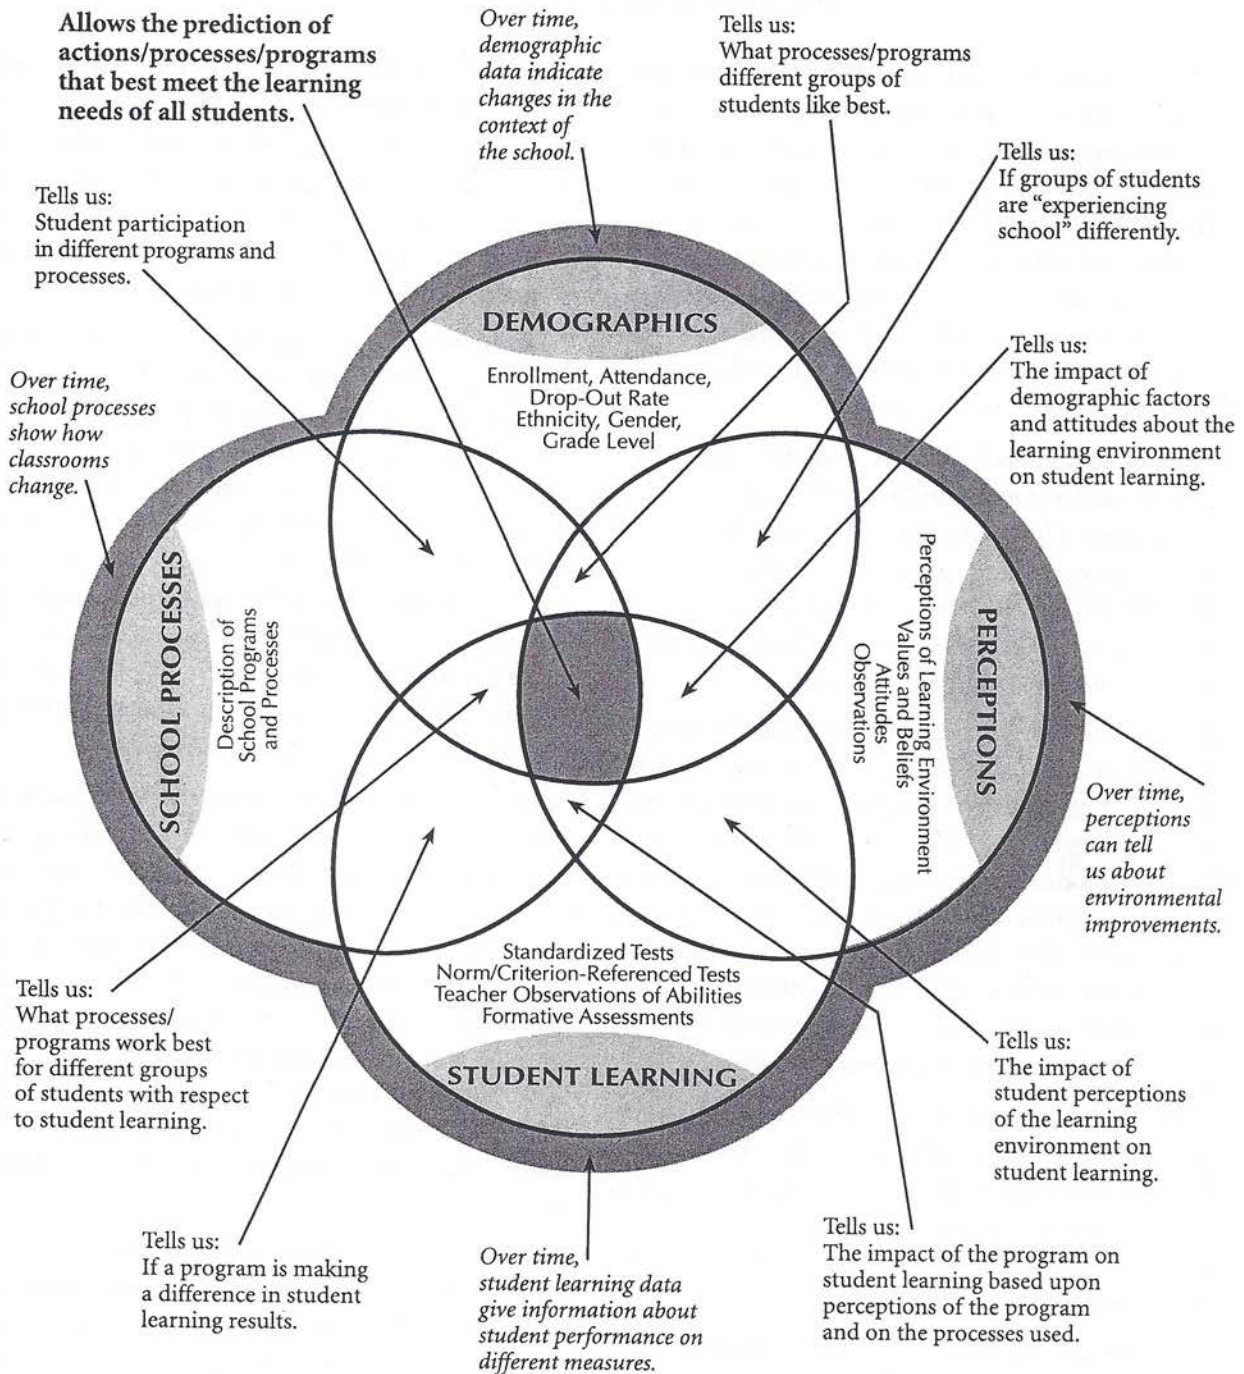 Allows the prediction of
actions/processes/programs
that best meet the learning
needs of all students.
Over time,
demographic
data indicate
changes in the
context of
the school.
Tells us:
What processes/programs
different groups of
students like best.
Tells us:
If groups of students
are “experiencing
school” differently.
Tells us:
Student participation
in different programs and
processes.
DEMOGRAPHICS
Enrollment, Attendance,
Drop-Out Rate
Ethnicity, Gender,
Grade Level
Tells us:
The impact of
demographic factors
and attitudes about the
learning environment
on student learning.
Over time,
school processes
show how
classrooms
change.
SCHOOL PROCESSES
Description of
School Programs
and Processes
PERCEPTIONS
Perceptions of Learning Environment
Values and Beliefs
Attitudes
Observations
Over time,
perceptions
can tell
us about
environmental
improvements.
Standardized Tests
Norm/Criterion-Referenced Tests
Teacher Observations of Abilities
Formative Assessments
STUDENT LEARNING
Tells us:
What processes/
programs work best
for different groups
of students with respect
to student learning.
Tells us:
The impact of
student perceptions
of the learning
environment on
student learning.
Tells us:
If a program is making
a difference in student
learning results.
Over time,
student learning data
give information about
student performance on
different measures.
Tells us:
The impact of the program on
student learning based upon
perceptions of the program
and on the processes used.